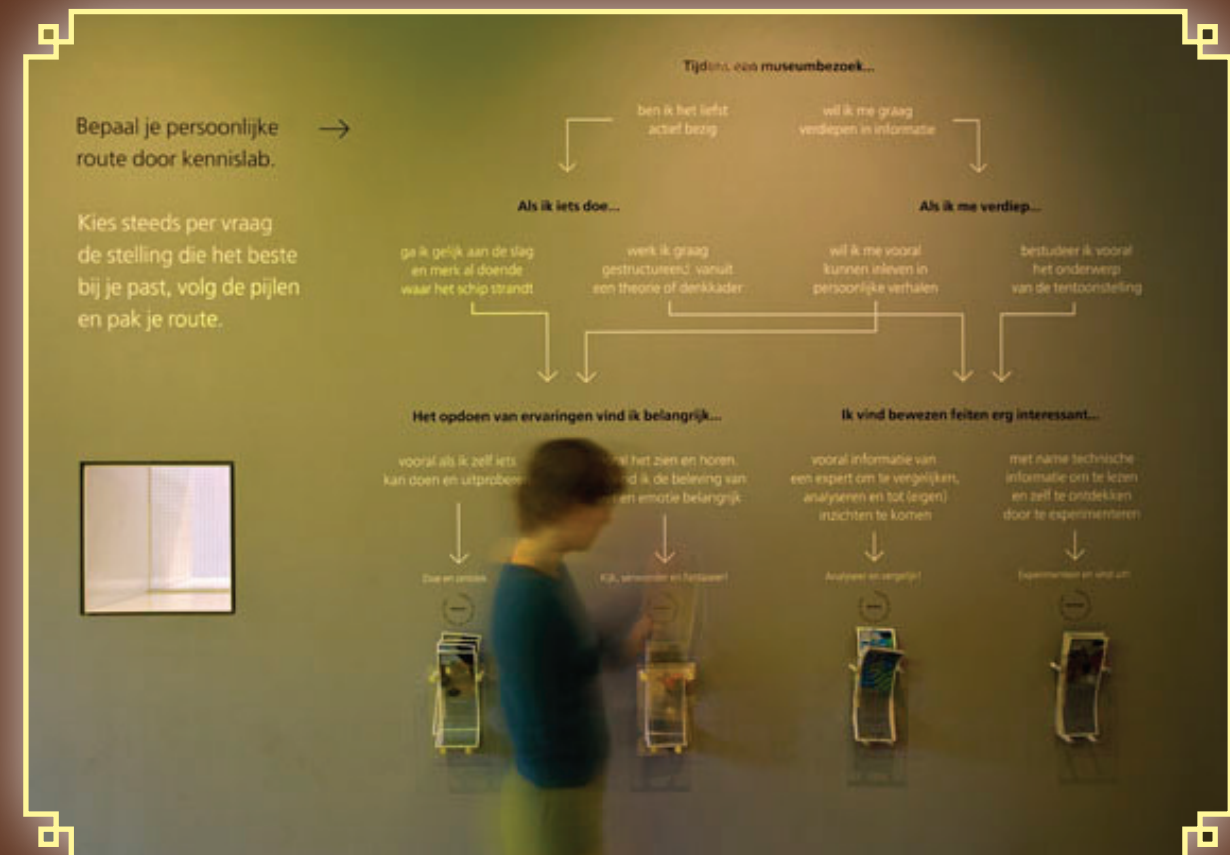 Bepaal je persoonlijke
route door kennislab.
Kies steeds per vraag
de stelling die het beste
bij je past, volg de pijlen
en pak je route.
Tijdens een museumbezoek...
ben ik het liefst
actief bezig
wil ik me graag
verdiepen in informatie
Als ik iets doe...
Als ik me verdiep...
ga ik gelijk aan de slag
en merk al doende
waar het schip strandt
werk ik graag
gestructureerd vanuit
een theorie of denkkader
wil ik me vooral
kunnen inleven in
persoonlijke verhalen
bestudeer ik vooral
het onderwerp
van de tentoonstelling
Het opdoen van ervaringen vind ik belangrijk...
Ik vind bewezen feiten erg interessant...
vooral als ik zelf iets
kan doen en uitprobe
al het zien en horen.
d ik de beleving van
en emotie belangrijk
vooral informatie van
een expert om te vergelijken,
analyseren en tot (eigen)
inzichten te komen
met name technische
informatie om te lezen
en zelf te ontdekken
door te experimenteren
Doe en ontdek
Kijk, verwonder en
Analyseer en vergelijk!
Experimenteer en vind uit!